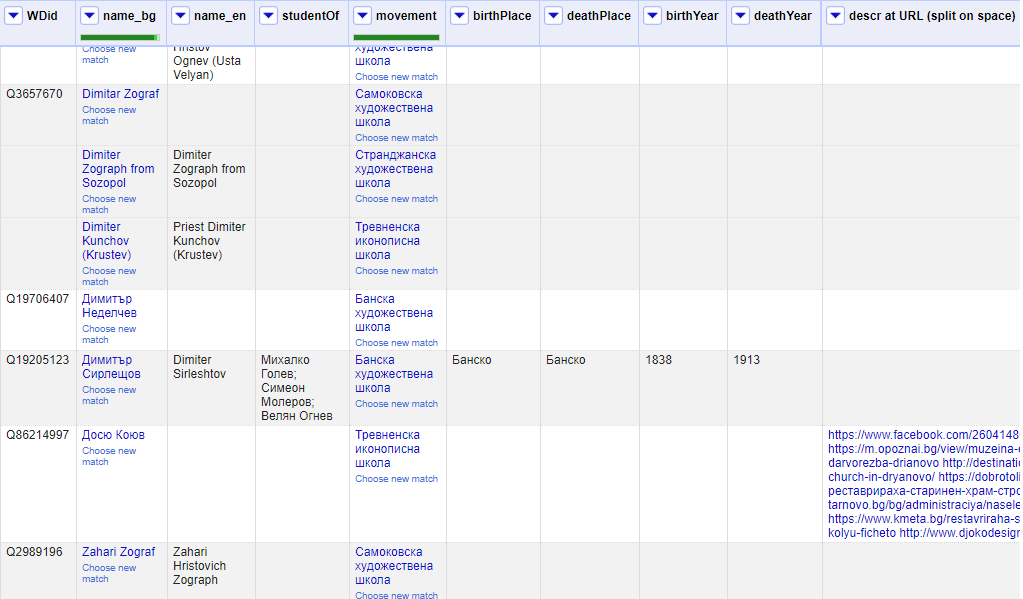 WDid name_bg name_en studentOf movement birthPlace deathPlace birthYear deathYear descr at URL (split on space)
Choose new
match
Hristov
Ognev (Usta
Velyan)
художествена
школа
Choose new match
Q3657670
Dimitar Zograf
Choose new
match
Самоковска
художествена
школа
Choose new match
Dimiter
Zograph from
Sozopol
Choose new
match
Dimiter
Zograph from
Sozopol
Странджанска
художествена
школа
Choose new match
Dimiter
Kunchov
(Krustev)
Choose new
match
Priest Dimiter
Kunchov
(Krustev)
Тревненска
иконописна
школа
Choose new match
Q19706407
Димитър
Неделчев
Choose new
match
Банска
художествена
школа
Choose new match
Q19205123
Димитър
Сирлещов
Choose new
match
Dimiter
Sirleshtov
Михалко
Голев;
Симеон
Молеров;
Велян Огнев
Банска
художествена
школа
Choose new match
Банско
Банско
1838
1913
Q86214997
Досю Коюв
Choose new
match
Тревненска
иконописна
школа
Choose new match
https://www.facebook.com/2604148
https://m.opoznai.bg/view/muzeina-e
darvorezba-drianovo http://destinatio
church-in-dryanovo/ https://dobrotoli
реставрираха-старинен-храм-стро
tarnovo.bg/bg/administraciya/nasele
https://www.kmeta.bg/restavriraha-s
kolyu-ficheto http://www.djokodesign
Q2989196
Zahari Zograf
Choose new
match
Zahari
Hristovich
Zograph
Самоковска
художествена
школа
Choose new match